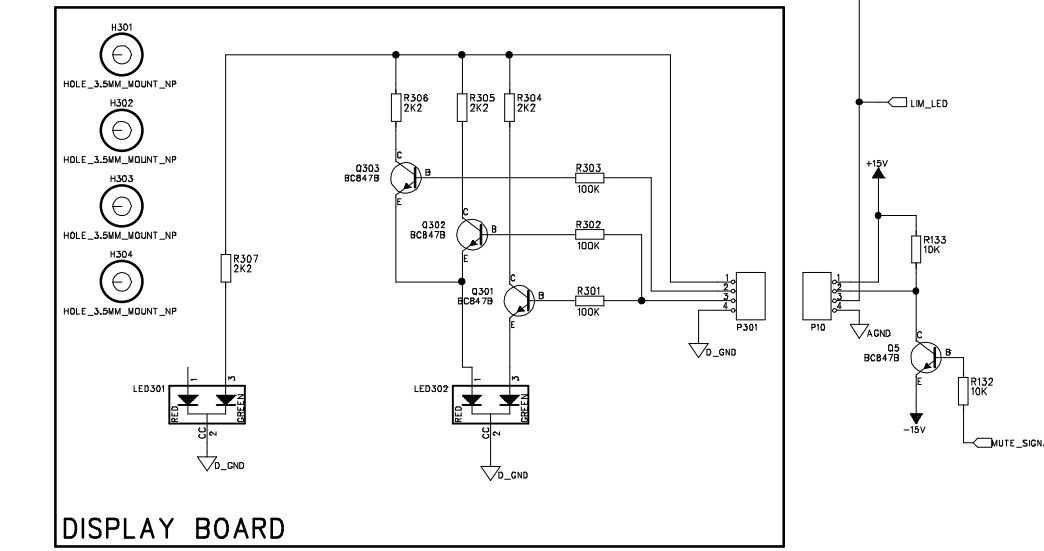 H301
HOLE_3.5MM_MOUNT_NP
H302
HOLE_3.5MM_MOUNT_NP
H303
HOLE_3.5MM_MOUNT_NP
H304
HOLE_3.5MM_MOUNT_NP
R306
2K2
R305
2K2
R304
2K2
LIM_LED
Q303
BC847B
C
B
E
R303
100K
+15V
Q302
BC847B
C
B
E
R302
100K
R133
10K
R307
2K2
Q301
BC847B
C
B
E
R301
100K
1
2
3
4
P301
D_GND
1
2
3
4
P10
AGND
Q5
BC847B
C
B
E
R132
10K
-15V
MUTE_SIGN
LED301
1
3
RED
GREEN
CC
2
D_GND
LED302
1
3
RED
GREEN
CC
2
D_GND
DISPLAY BOARD